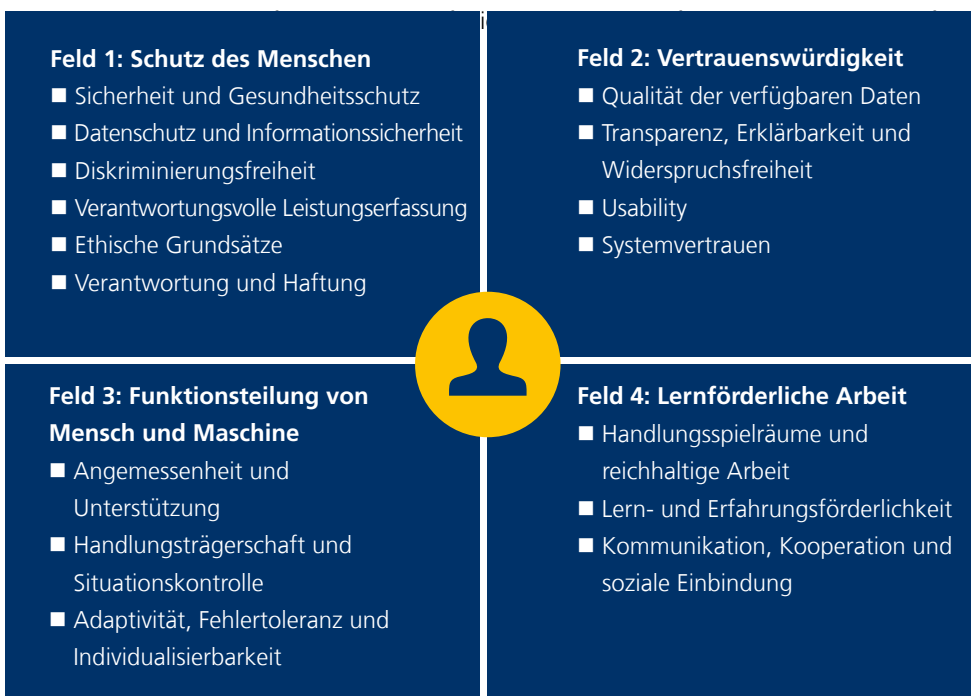 Feld 1: Schutz des Menschen
■ Sicherheit und Gesundheitsschutz
■ Datenschutz und Informationssicherheit
■ Diskriminierungsfreiheit
■ Verantwortungsvolle Leistungserfassung
■ Ethische Grundsätze
■ Verantwortung und Haftung
Feld 2: Vertrauenswürdigkeit
■ Qualität der verfügbaren Daten
■ Transparenz, Erklärbarkeit und
Widerspruchsfreiheit
■ Usability
■ Systemvertrauen
Feld 3: Funktionsteilung von
Mensch und Maschine
■ Angemessenheit und
Unterstützung
■ Handlungsträgerschaft und
Situationskontrolle
■ Adaptivität, Fehlertoleranz und
Individualisierbarkeit
Feld 4: Lernförderliche Arbeit
■ Handlungsspielräume und
reichhaltige Arbeit
■ Lern- und Erfahrungsförderlichkeit
■ Kommunikation, Kooperation und
soziale Einbindung